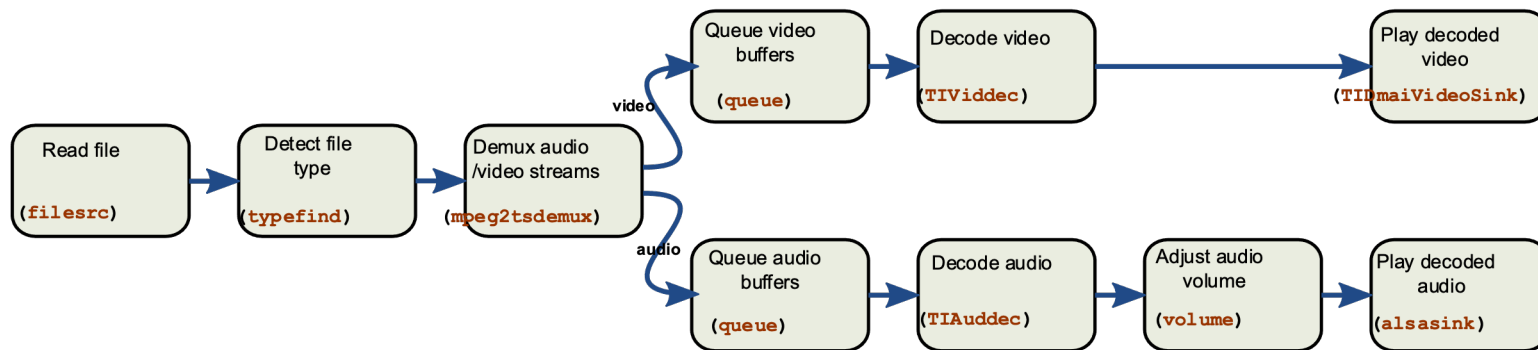 Read file
(filesrc)
Detect file
type
(typefind)
Demux audio
/video streams
(mpeg2tsdemux)
video
Queue video
buffers
(queue)
Decode video
(TIViddec)
Play decoded
video
(TIDmaiVideoSink)
audio
Queue audio
buffers
(queue)
Decode audio
(TIAuddec)
Adjust audio
volume
(volume)
Play decoded
audio
(alsasink)